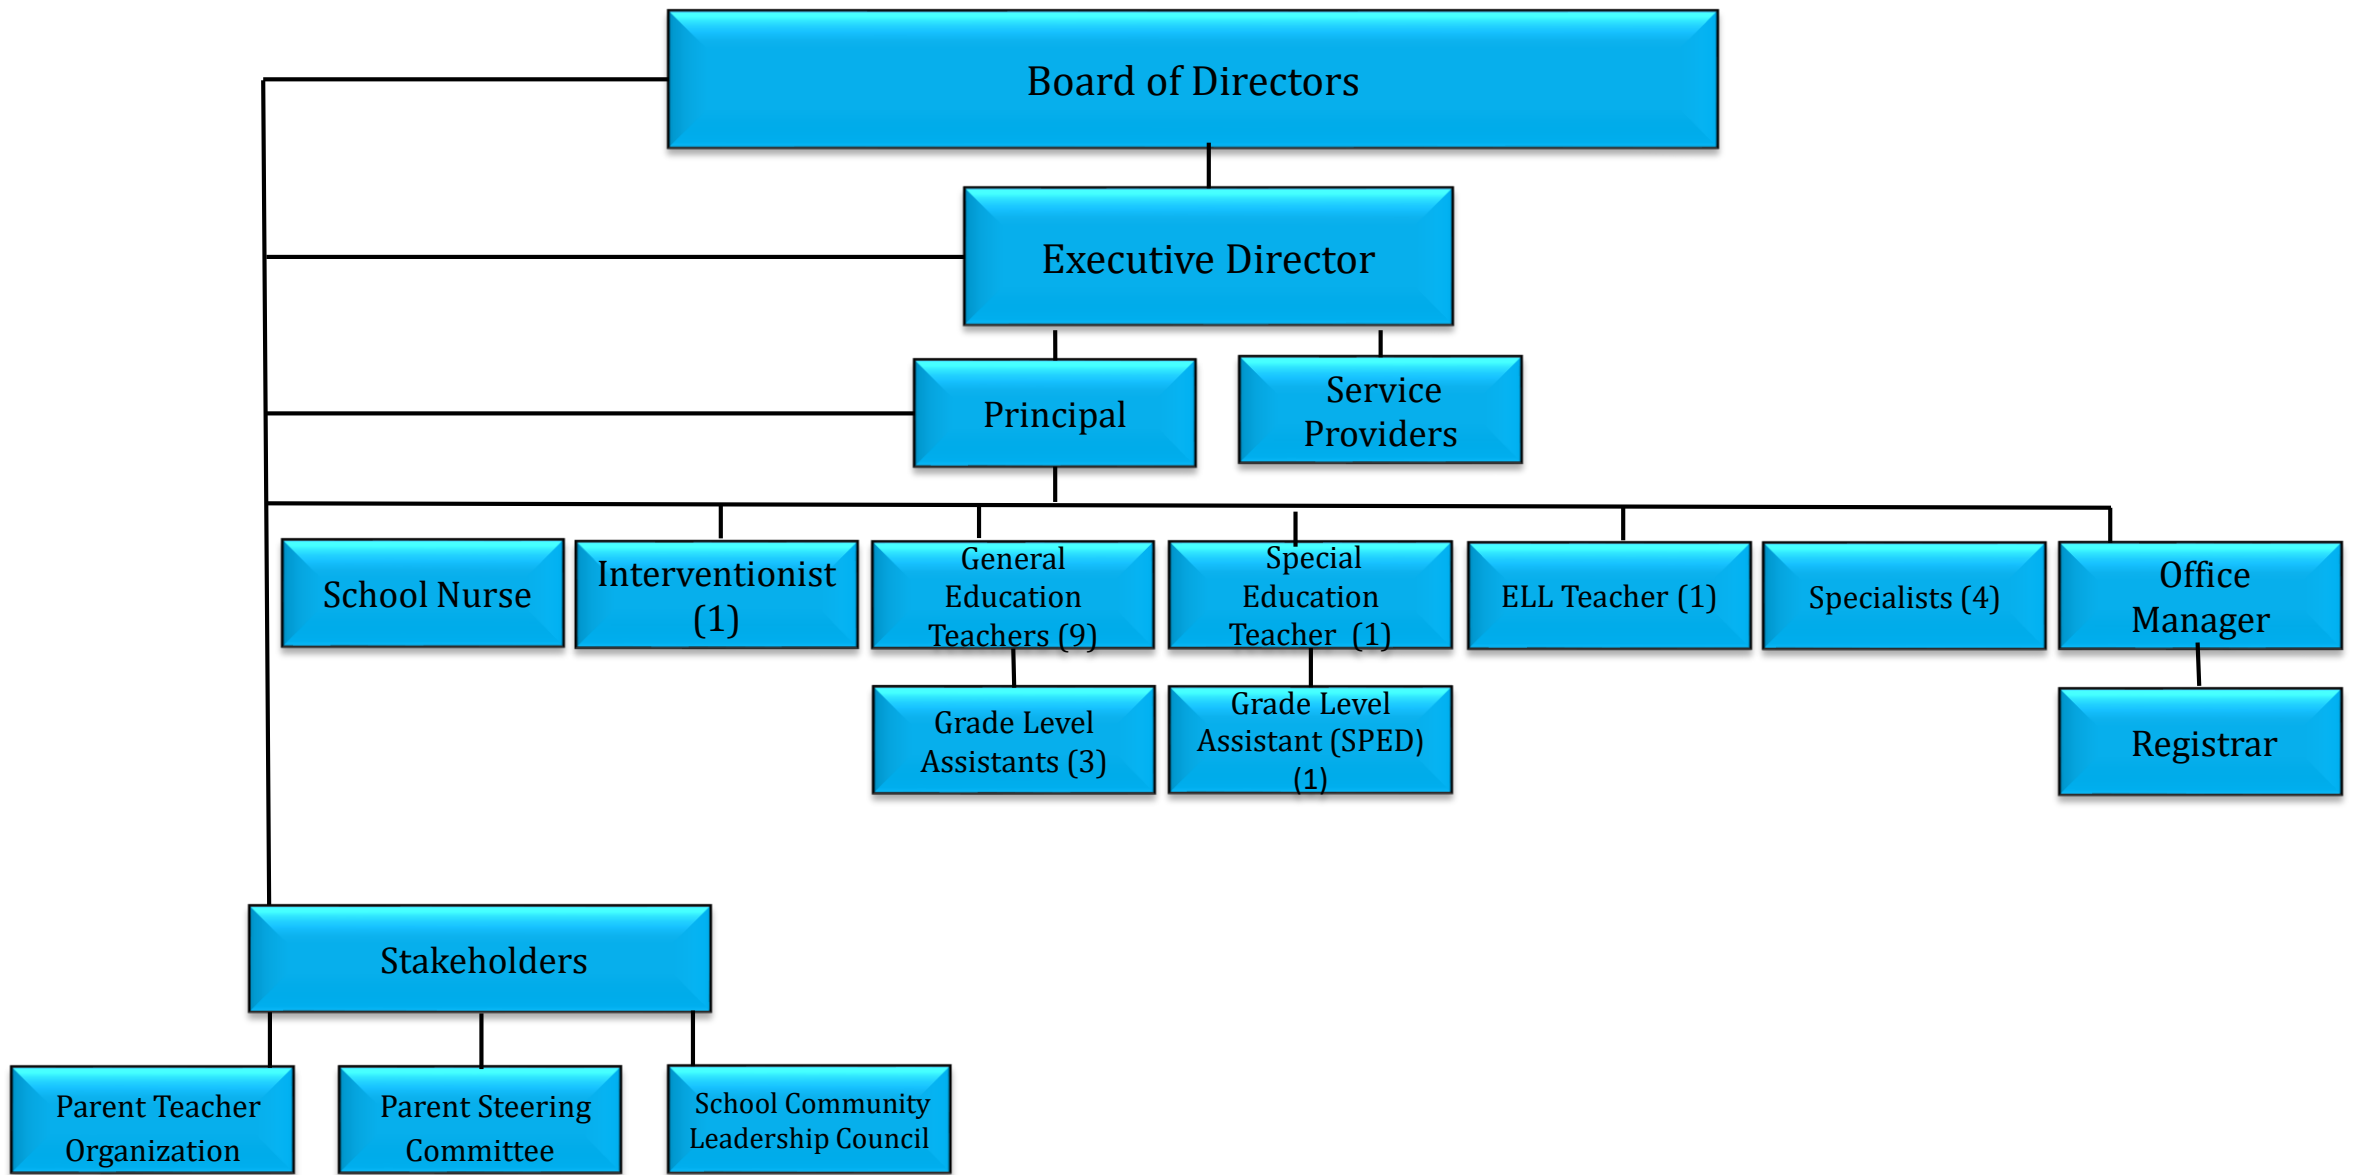 Board of Directors
Executive Director
Principal
Service
Providers
School Nurse
Interventionist
(1)
General
Education
Teachers (9)
Special
Education
Teacher  (1)
ELL Teacher (1)
Specialists (4)
Office
Manager
Grade Level
Assistants (3)
Grade Level
Assistant (SPED)
(1)
Registrar
Stakeholders
Parent Teacher
Organization
Parent Steering
Committee
School Community
Leadership Council